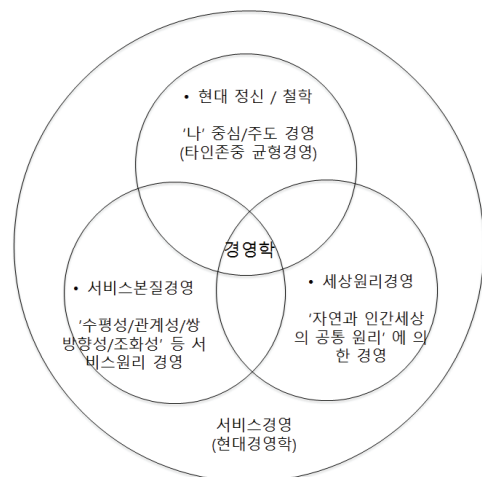 • 현대 정신 / 철학
'나' 중심/주도 경영
(타인존중 균형경영)
경영학
• 서비스본질경영
'수평성/관계성/쌍
방향성/조화성' 등 서
비스원리 경영
• 세상원리경영
'자연과 인간세상
의 공통 원리' 에 의
한 경영
서비스경영
(현대경영학)